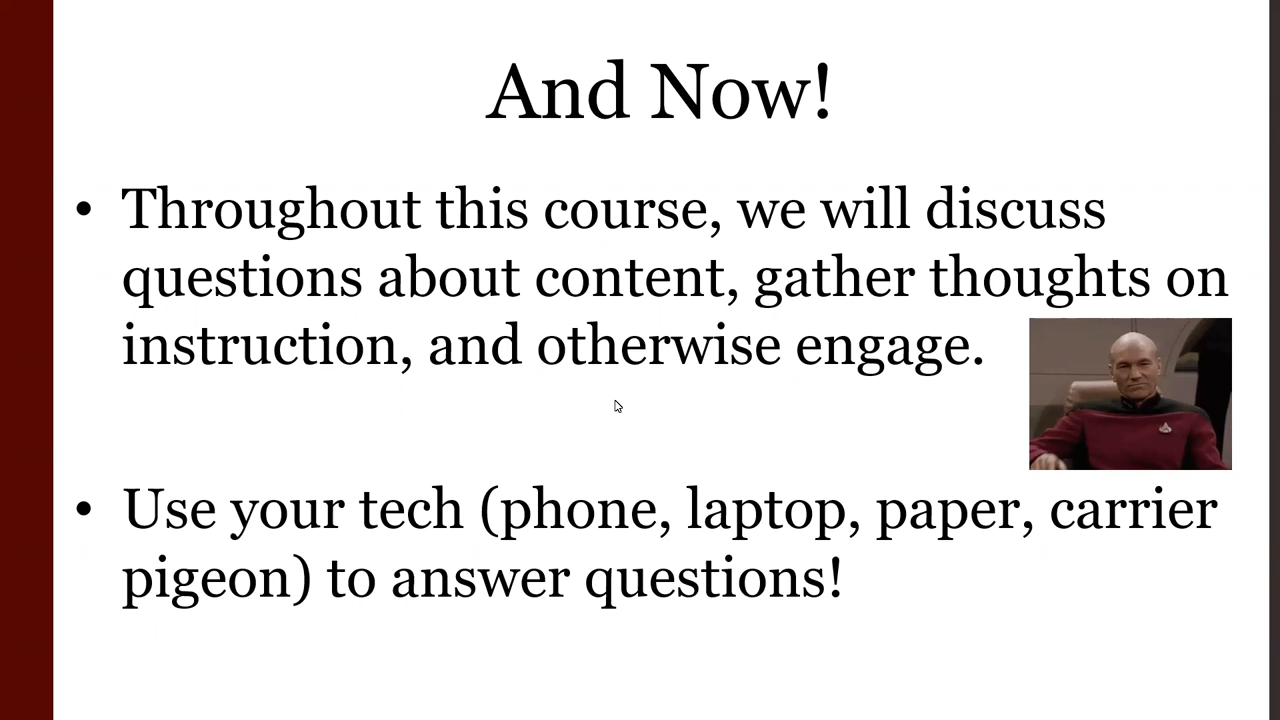 And Now!
• Throughout this course, we will discuss
questions about content, gather thoughts on
instruction, and otherwise engage.
• Use your tech (phone, laptop, paper, carrier
pigeon) to answer questions!